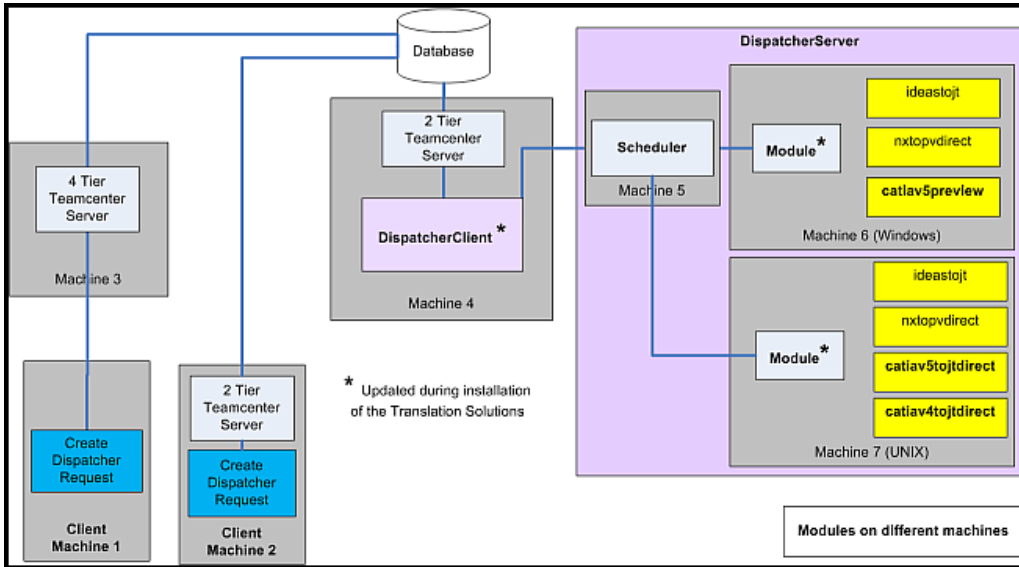 Database
DispatcherServer
4 Tier
Teamcenter
Server
Machine 3
Create
Dispatcher
Request
Client
Machine 1
2 Tier
Teamcenter
Server
Create
Dispatcher
Request
Client
Machine 2
2 Tier
Teamcenter
Server
DispatcherClient *
Machine 4
* Updated during installation
of the Translation Solutions
Scheduler
Machine 5
Module*
ideastojt
nxtopvdirect
catiav5preview
Machine 6 (Windows)
Module*
ideastojt
nxtopvdirect
catiav5tojtdirect
catiav4tojtdirect
Machine 7 (UNIX)
Modules on different machines